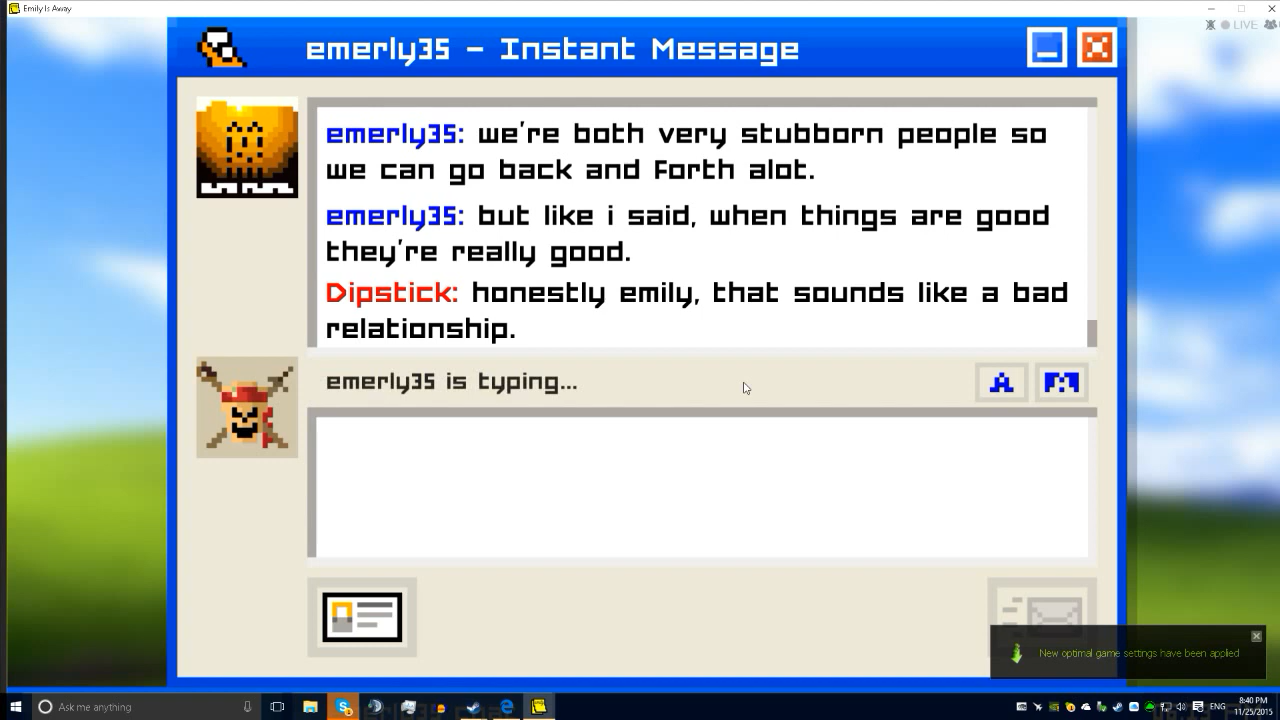 Emily Is Away
LIVE
emerly35 - Instant Message
emerly35: we're both very stubborn people so
we can go back and forth alot.
emerly35: but like i said, when things are good
they're really good.
Dipstick: honestly emily, that sounds like a bad
relationship.
emerly35 is typing...
New optimal game settings have been applied
Ask me anything
ENG
8:40 PM
11/25/2015